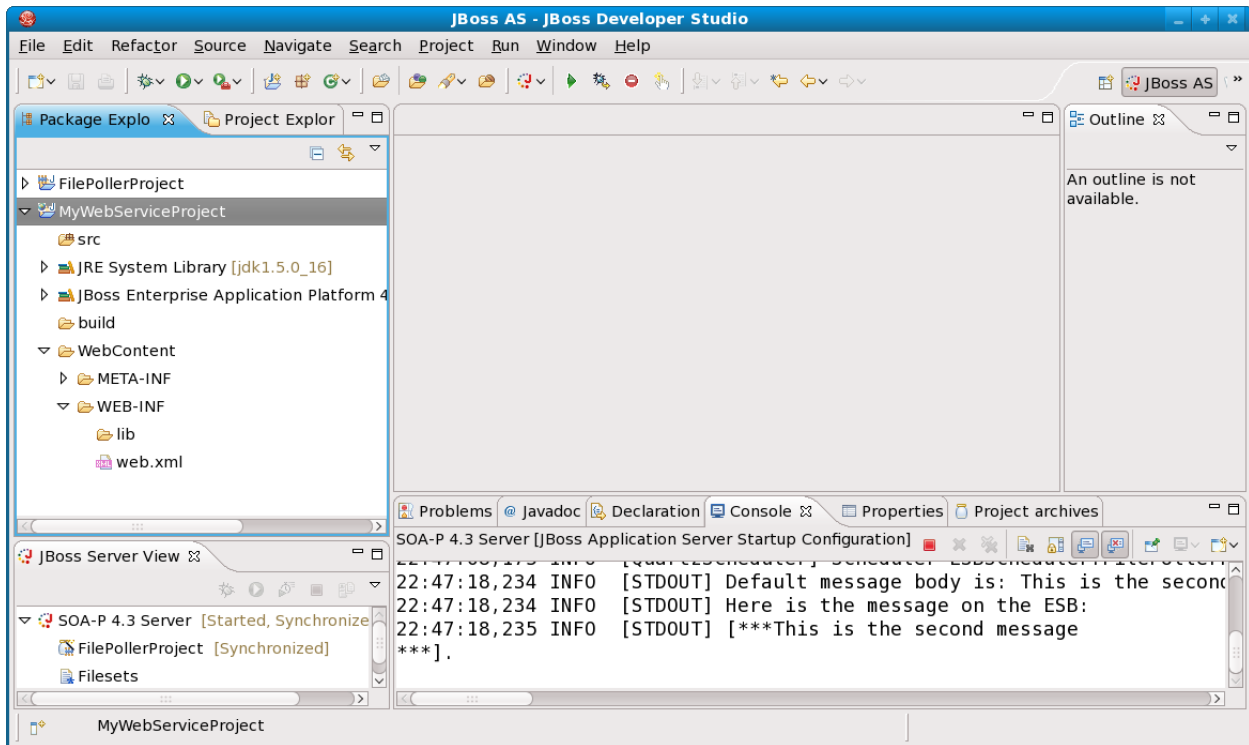 JBoss AS - JBoss Developer Studio
File Edit Refactor Source Navigate Search Project Run Window Help
JBoss AS
Package Explo Project Explor
Outline
FilePollerProject
An outline is not
available.
MyWebServiceProject
src
JRE System Library [jdk1.5.0_16]
JBoss Enterprise Application Platform 4
build
WebContent
META-INF
WEB-INF
lib
web.xml
Problems @ Javadoc Declaration Console Properties Project archives
SOA-P 4.3 Server [JBoss Application Server Startup Configuration]
22:47:18,234 INFO [STDOUT] Default message body is: This is the second
22:47:18,234 INFO [STDOUT] Here is the message on the ESB:
22:47:18,235 INFO [STDOUT] [***This is the second message
***].
JBoss Server View
SOA-P 4.3 Server [Started, Synchronize
FilePollerProject [Synchronized]
Filesets
MyWebServiceProject